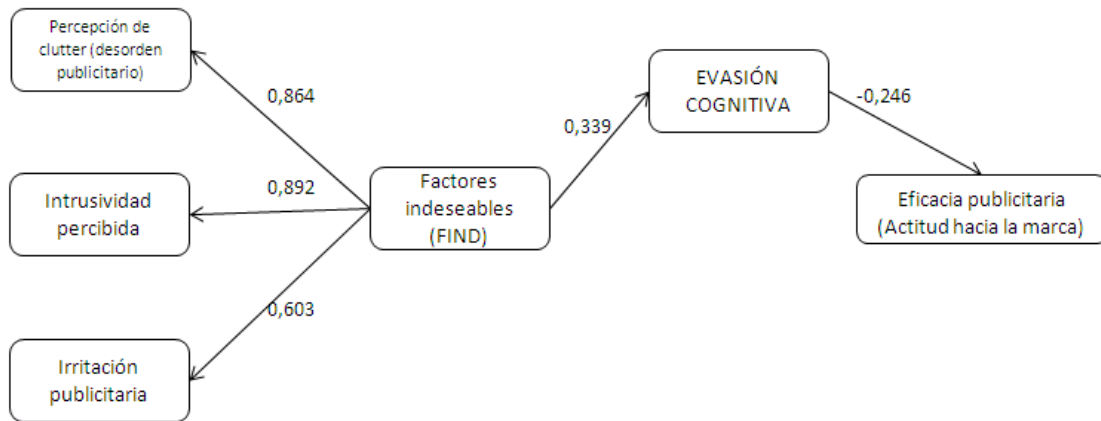 Percepción de
clutter (desorden
publicitario)
0,864
Intrusividad
percibida
0,892
Irritación
publicitaria
0,603
Factores
indeseables
(FIND)
0,339
EVASIÓN
COGNITIVA
-0,246
Eficacia publicitaria
(Actitud hacia la marca)